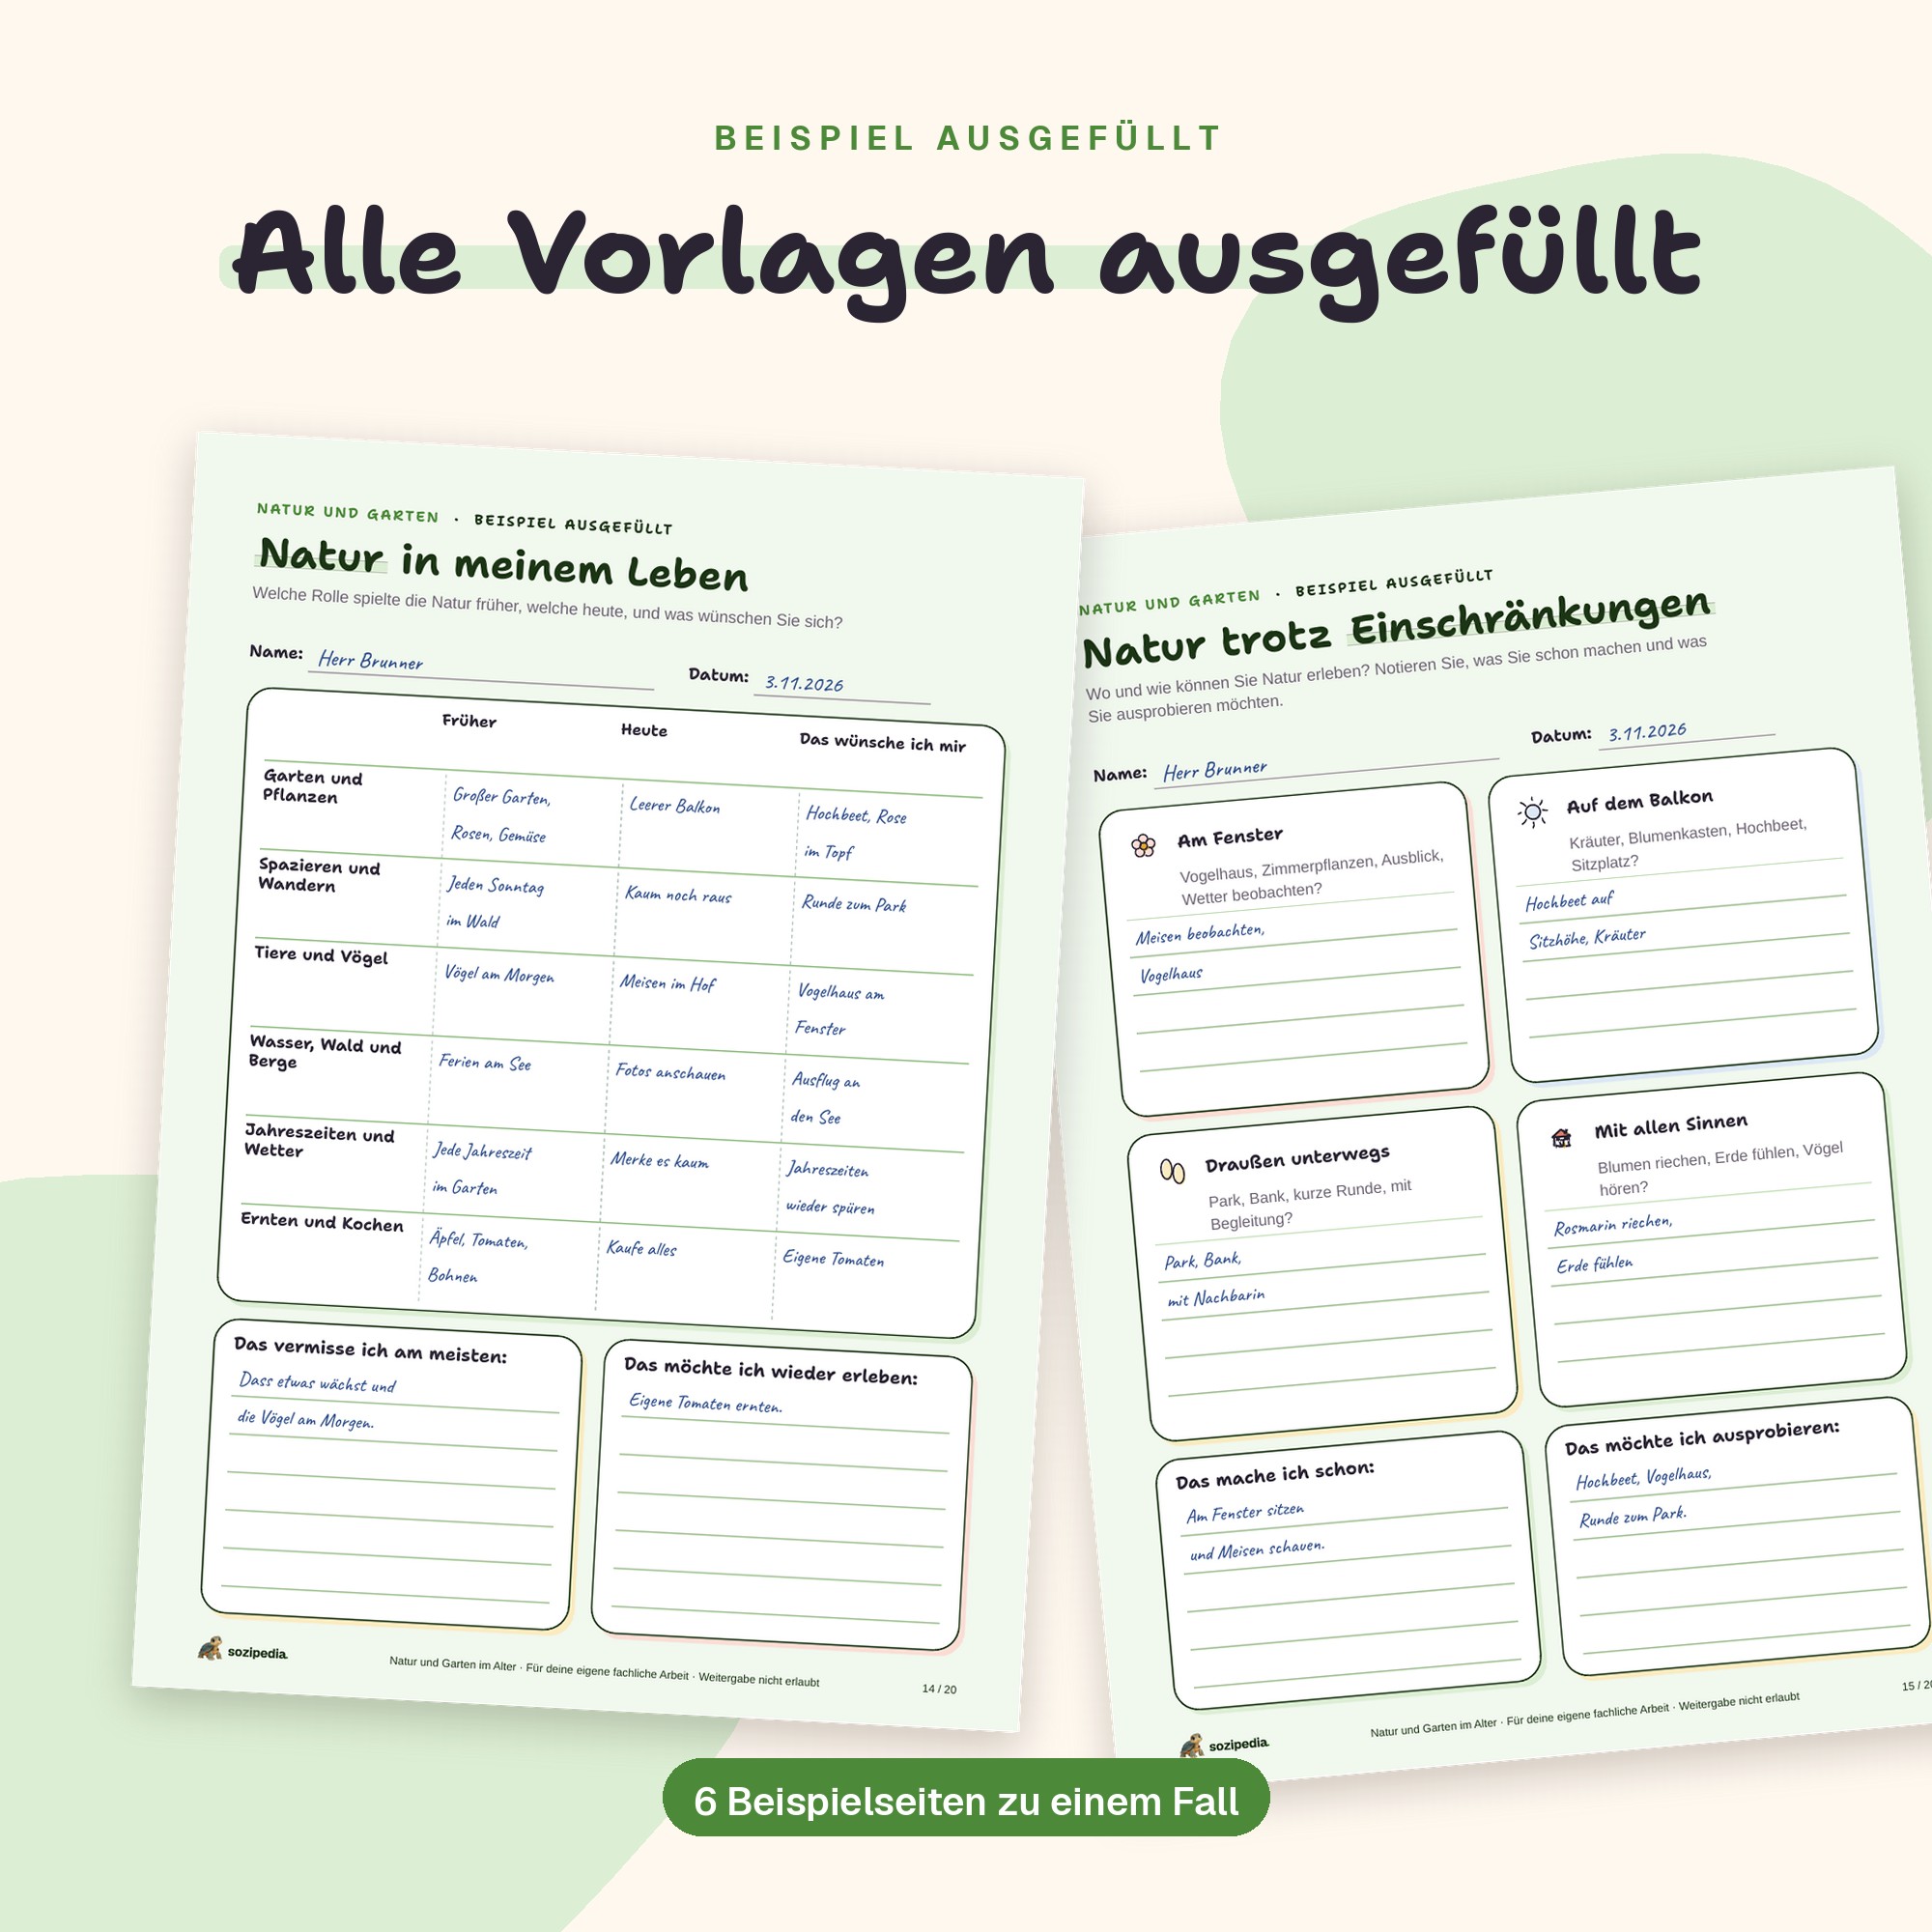 BEISPIEL AUSGEFÜLLT
Alle Vorlagen ausgefüllt
NATUR UND GARTEN · BEISPIEL AUSGEFÜLLT
Natur in meinem Leben
Welche Rolle spielte die Natur früher, welche heute, und was wünschen Sie sich?
Name: Herr Brunner Datum: 3.11.2026
Früher Heute Das wünsche ich mir
Garten und
Pflanzen
Großer Garten,
Rosen, Gemüse
Leerer Balkon
Hochbeet, Rose
im Topf
Spazieren und
Wandern
Jeden Sonntag
im Wald
Kaum noch raus
Runde zum Park
Tiere und Vögel
Vögel am Morgen
Meisen im Hof
Vogelhaus am
Fenster
Wasser, Wald und
Berge
Ferien am See
Fotos anschauen
Ausflug an
den See
Jahreszeiten und
Wetter
Jede Jahreszeit
im Garten
Merke es kaum
Jahreszeiten
wieder spüren
Ernten und Kochen
Äpfel, Tomaten,
Bohnen
Kaufe alles
Eigene Tomaten
Das vermisse ich am meisten:
Dass etwas wächst und
die Vögel am Morgen.
Das möchte ich wieder erleben:
Eigene Tomaten ernten.
sozipedia.
Natur und Garten im Alter · Für deine eigene fachliche Arbeit · Weitergabe nicht erlaubt
14 / 20
NATUR UND GARTEN · BEISPIEL AUSGEFÜLLT
Natur trotz Einschränkungen
Wo und wie können Sie Natur erleben? Notieren Sie, was Sie schon machen und was
Sie ausprobieren möchten.
Name: Herr Brunner Datum: 3.11.2026
Am Fenster
Vogelhaus, Zimmerpflanzen, Ausblick,
Wetter beobachten?
Meisen beobachten,
Vogelhaus
Auf dem Balkon
Kräuter, Blumenkasten, Hochbeet,
Sitzplatz?
Hochbeet auf
Sitzhöhe, Kräuter
Draußen unterwegs
Park, Bank, kurze Runde, mit
Begleitung?
Park, Bank,
mit Nachbarin
Mit allen Sinnen
Blumen riechen, Erde fühlen, Vögel
hören?
Rosmarin riechen,
Erde fühlen
Das mache ich schon:
Am Fenster sitzen
und Meisen schauen.
Das möchte ich ausprobieren:
Hochbeet, Vogelhaus,
Runde zum Park.
sozipedia.
Natur und Garten im Alter · Für deine eigene fachliche Arbeit · Weitergabe nicht erlaubt
15 / 20
6 Beispielseiten zu einem Fall